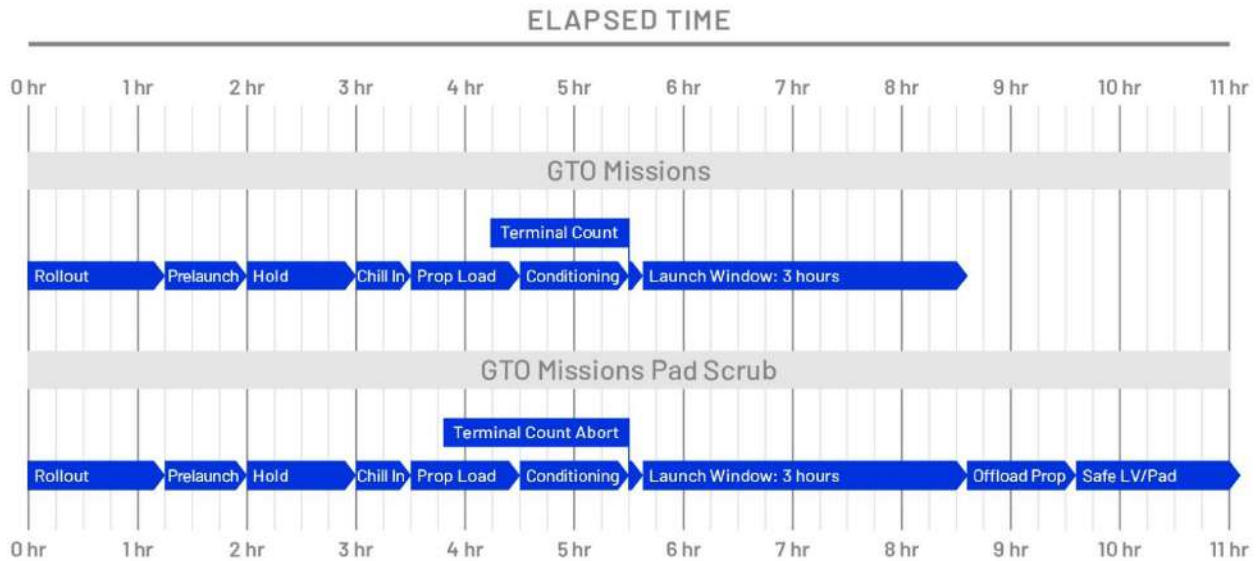 ELAPSED TIME
0 hr 1 hr 2 hr 3 hr 4 hr 5 hr 6 hr 7 hr 8 hr 9 hr 10 hr 11 hr
GTO Missions
Terminal Count
Rollout Prelaunch Hold Chill In Prop Load Conditioning Launch Window: 3 hours
GTO Missions Pad Scrub
Terminal Count Abort
Rollout Prelaunch Hold Chill In Prop Load Conditioning Launch Window: 3 hours Offload Prop Safe LV/Pad
0 hr 1 hr 2 hr 3 hr 4 hr 5 hr 6 hr 7 hr 8 hr 9 hr 10 hr 11 hr